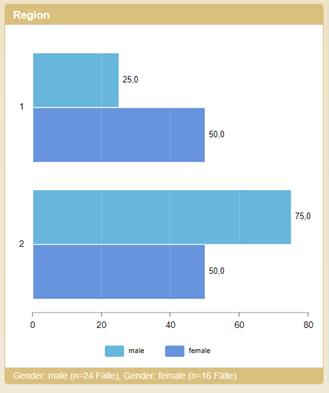 Region
1
25,0
50,0
2
75,0
50,0
0 20 40 60 80
male female
Gender: male (n=24 Fälle), Gender: female (n=16 Fälle)